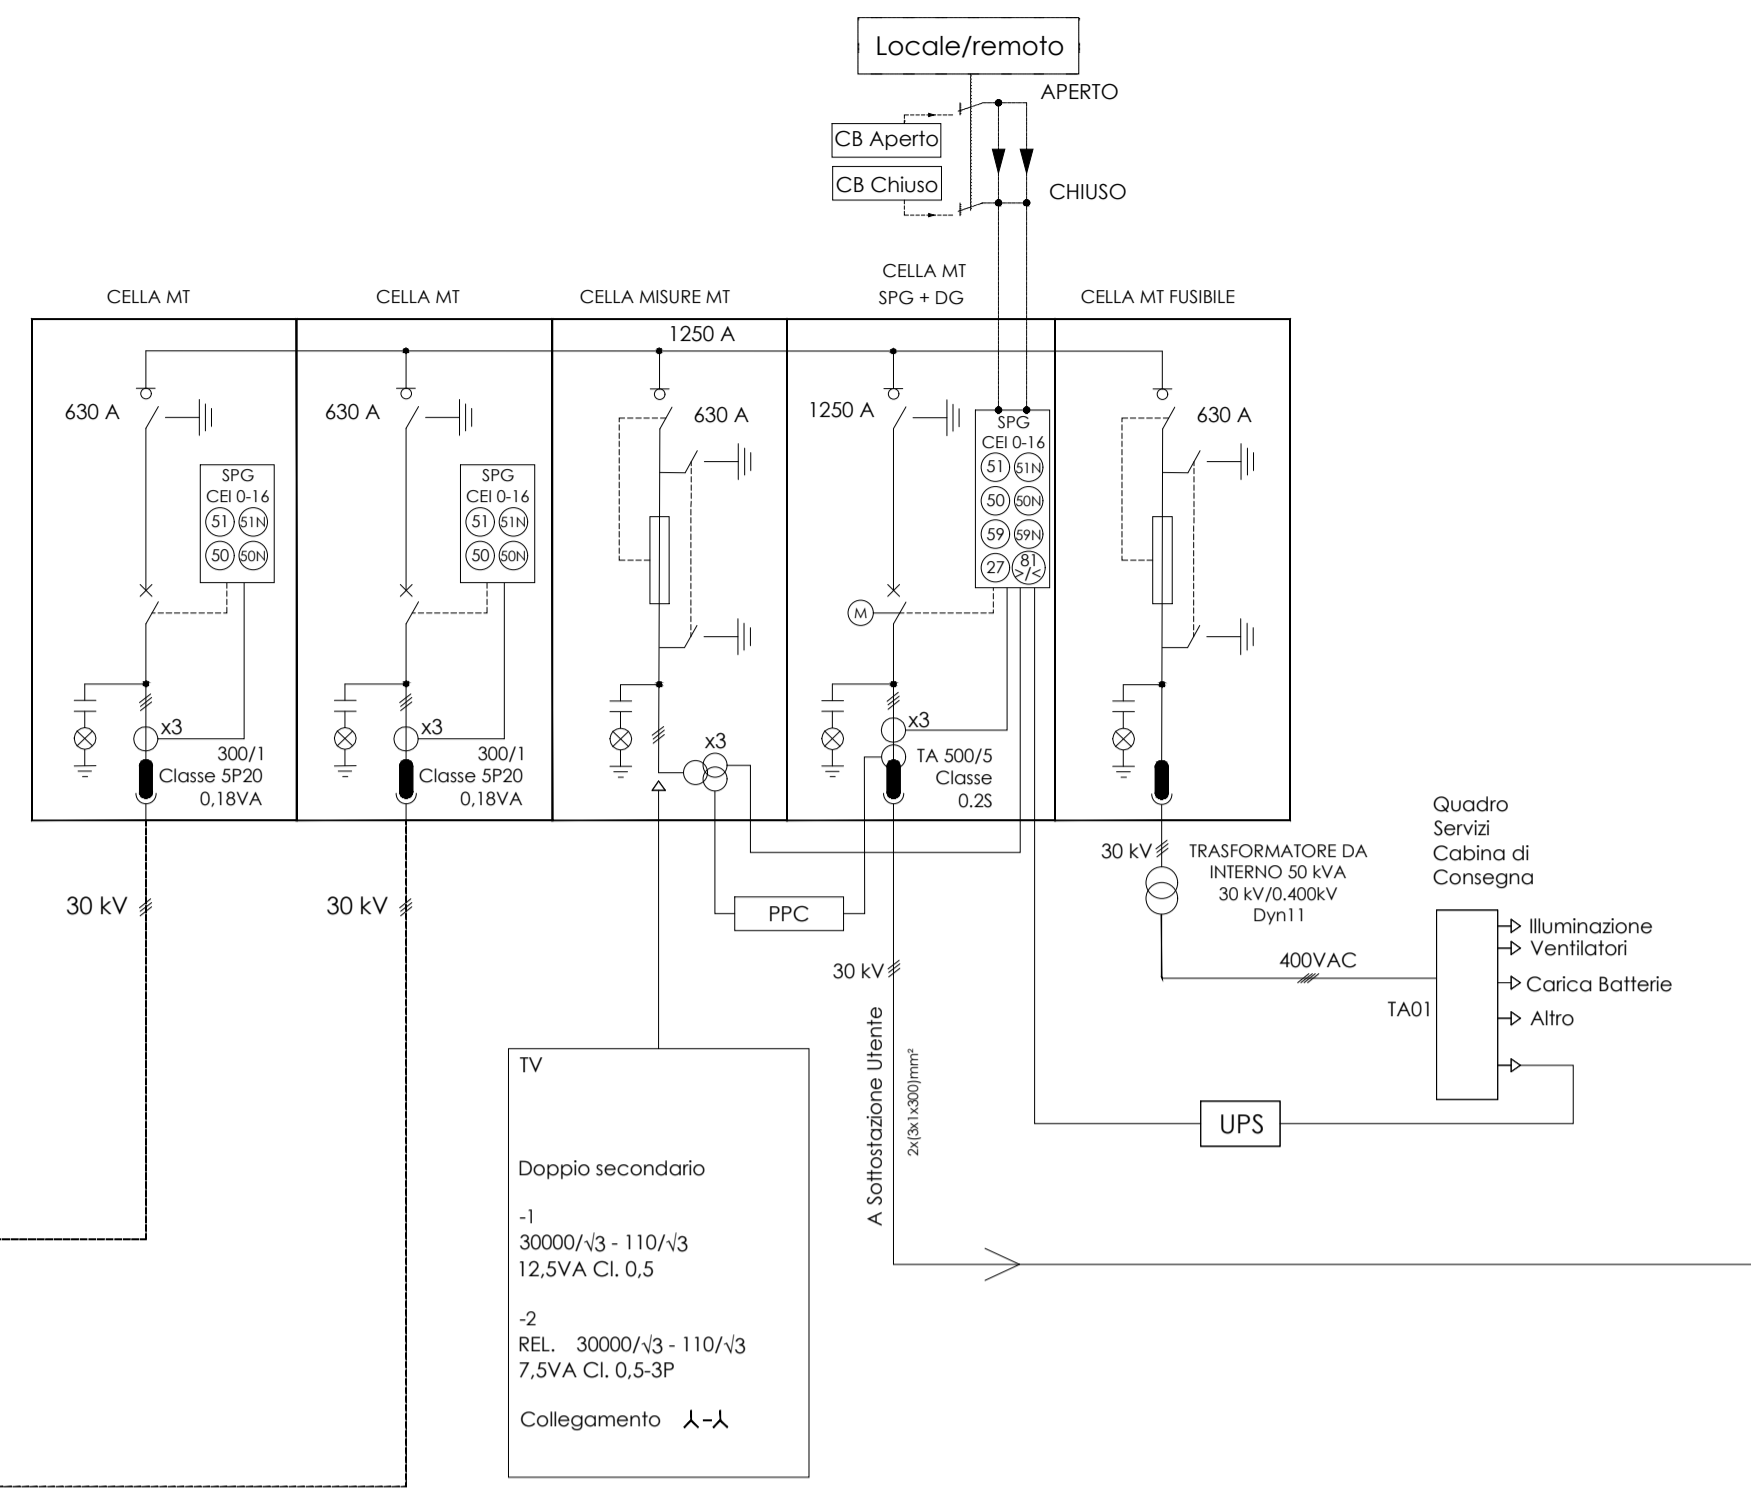 Locale/remoto
APERTO
CB Aperto
CB Chiuso
CHIUSO
CELLA MT
CELLA MT
CELLA MISURE MT
CELLA MT
SPG + DG
CELLA MT FUSIBILE
1250 A
630 A
SPG
CEI 0-16
51 51N
50 50N
x3
300/1
Classe 5P20
0,18VA
630 A
SPG
CEI 0-16
51 51N
50 50N
x3
300/1
Classe 5P20
0,18VA
630 A
x3
1250 A
SPG
CEI 0-16
51 51N
50 50N
59 59N
27 81
>/<
M
x3
TA 500/5
Classe
0.2S
630 A
30 kV
30 kV
PPC
30 kV
A Sottostazione Utente
2x(3x1x300)mm²
30 kV
TRASFORMATORE DA
INTERNO 50 kVA
30 kV/0.400kV
Dyn11
400VAC
Quadro
Servizi
Cabina di
Consegna
TA01
Illuminazione
Ventilatori
Carica Batterie
Altro
UPS
TV
Doppio secondario
-1
30000/√3 - 110/√3
12,5VA Cl. 0,5
-2
REL. 30000/√3 - 110/√3
7,5VA Cl. 0,5-3P
Collegamento